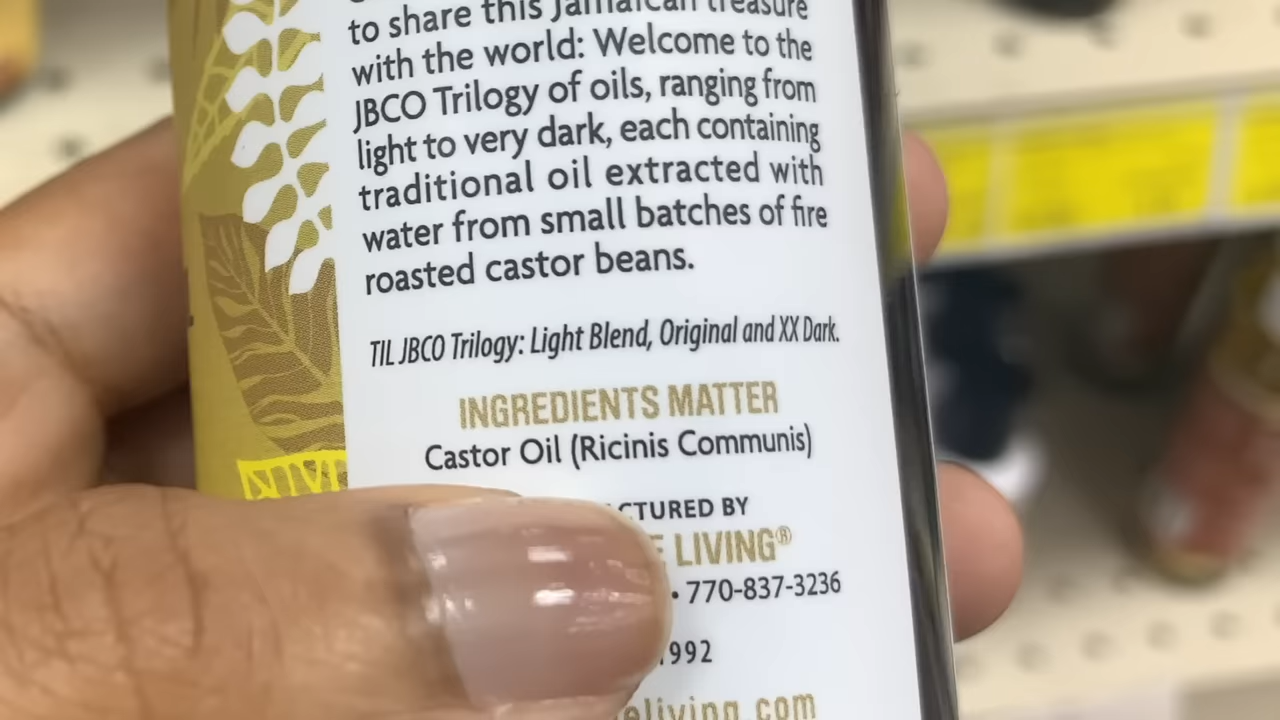 to share this Jamaican treasure
with the world: Welcome to the
JBCO Trilogy of oils, ranging from
light to very dark, each containing
traditional oil extracted with
water from small batches of fire
roasted castor beans.
TIL JBCO Trilogy: Light Blend, Original and XX Dark.
INGREDIENTS MATTER
Castor Oil (Ricinis Communis)
CTURED BY
LIVING®
• 770-837-3236
992
eliving.com